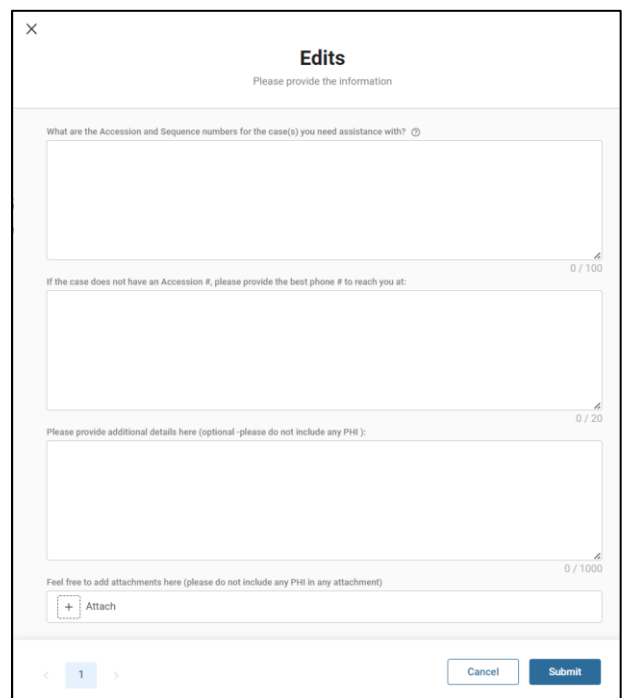 Edits
Please provide the information
What are the Accession and Sequence numbers for the case(s) you need assistance with?
0 / 100
If the case does not have an Accession #, please provide the best phone # to reach you at:
0 / 20
Please provide additional details here (optional -please do not include any PHI ):
0 / 1000
Feel free to add attachments here (please do not include any PHI in any attachment)
+ Attach
< 1 >
Cancel
Submit